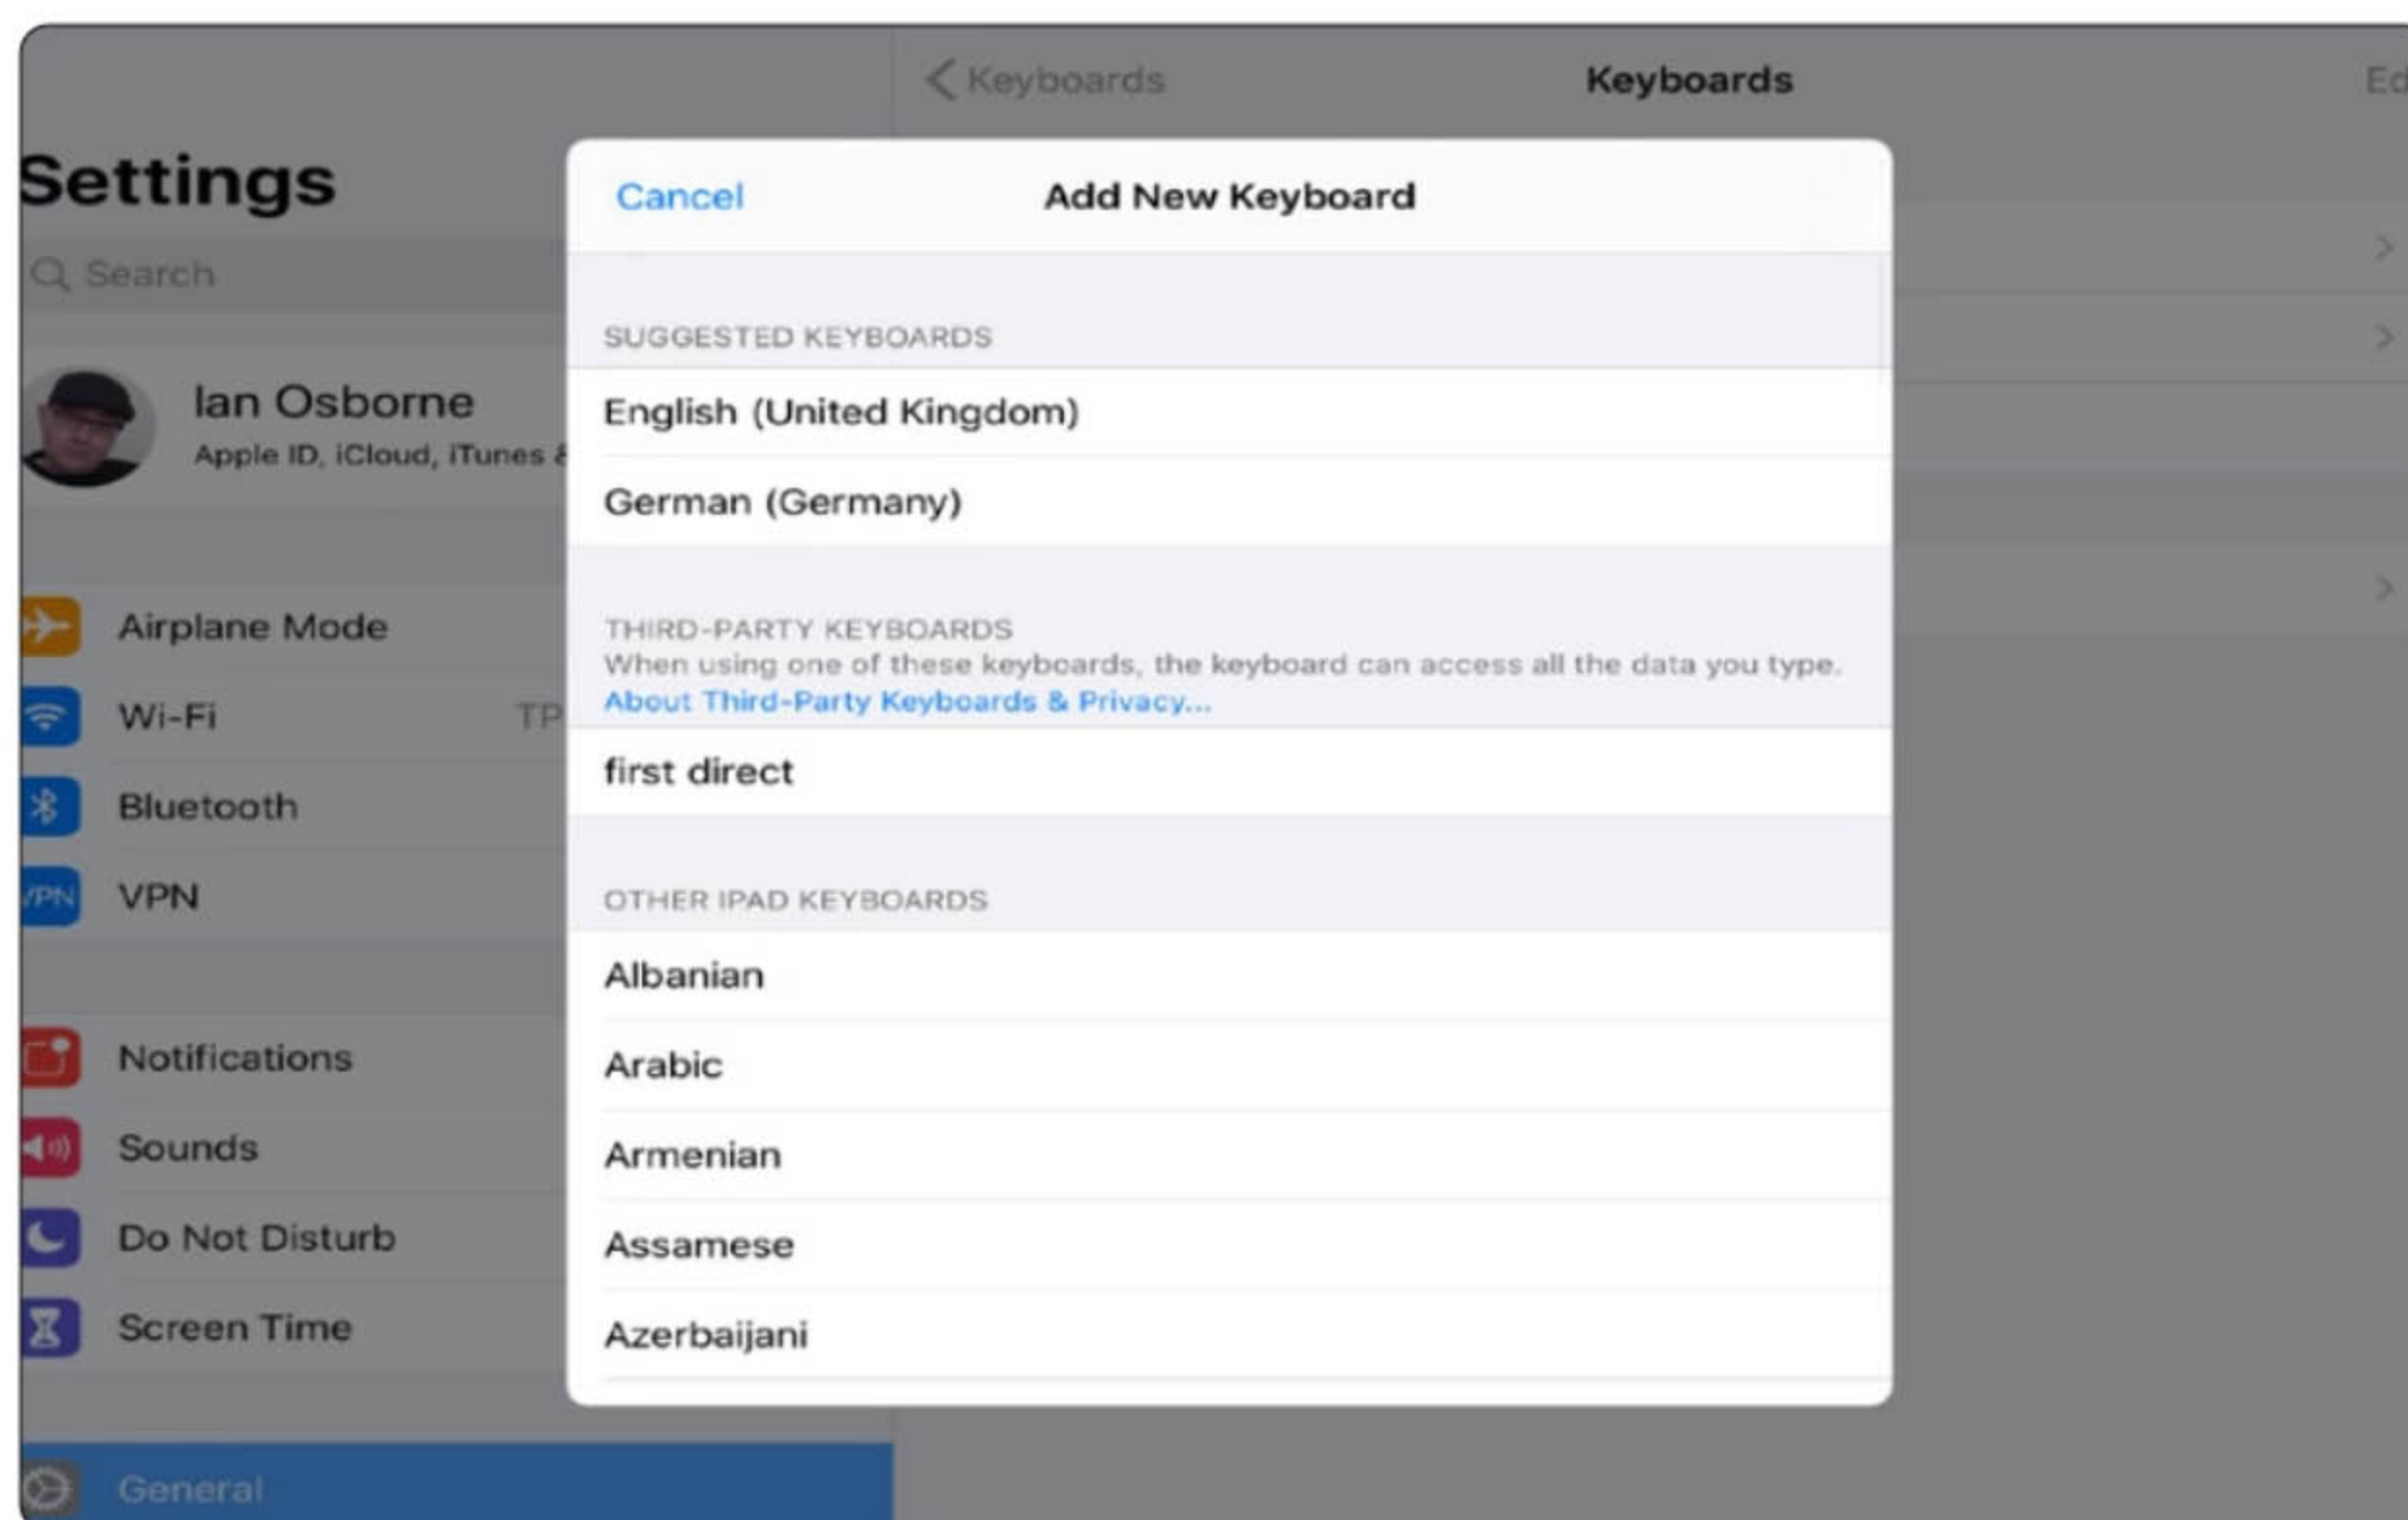 Keyboards
Keyboards
Settings
Search
Ian Osborne
Apple ID, iCloud, iTunes &
Airplane Mode
Wi-Fi
TP
Bluetooth
VPN
VPN
Notifications
Sounds
Do Not Disturb
Screen Time
General
Cancel
Add New Keyboard
SUGGESTED KEYBOARDS
English (United Kingdom)
German (Germany)
THIRD-PARTY KEYBOARDS
When using one of these keyboards, the keyboard can access all the data you type.
About Third-Party Keyboards & Privacy...
first direct
OTHER IPAD KEYBOARDS
Albanian
Arabic
Armenian
Assamese
Azerbaijani